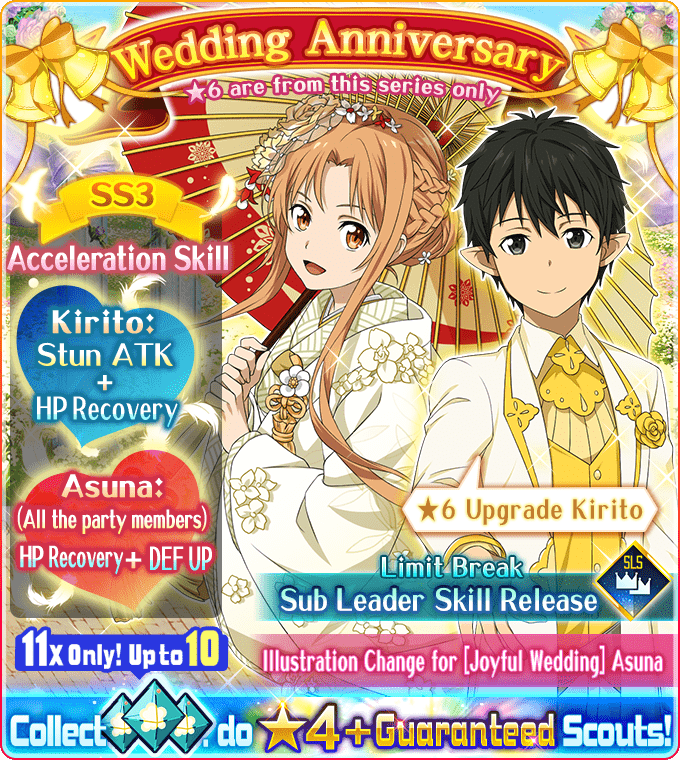 Wedding Anniversary
★6 are from this series only
SS3
Acceleration Skill
Kirito:
Stun ATK
+
HP Recovery
Asuna:
(All the party members)
HP Recovery+ DEF UP
★6 Upgrade Kirito
SLS
Limit Break
Sub Leader Skill Release
11x Only! Up to 10
Illustration Change for [Joyful Wedding] Asuna
Collect . do ★4+Guaranteed Scouts!